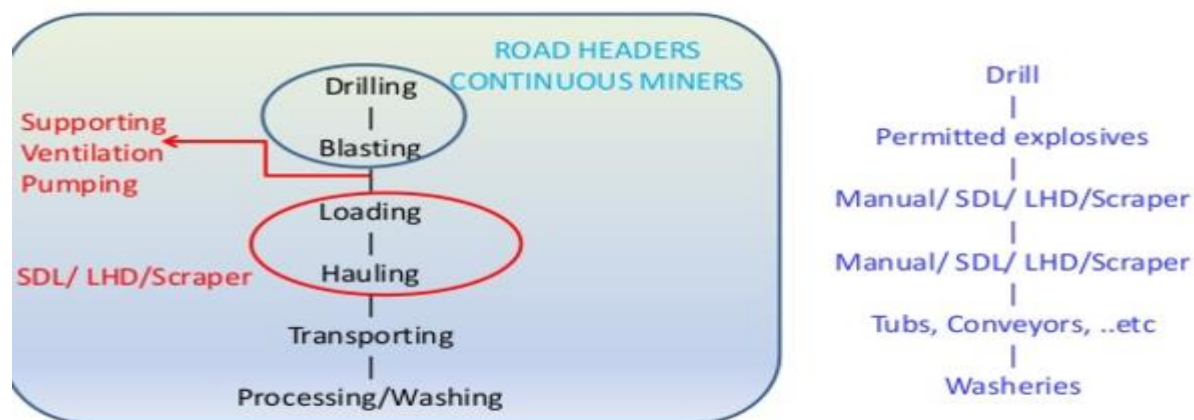 ROAD HEADERS
CONTINUOUS MINERS
Supporting
Ventilation
Pumping
SDL/ LHD/Scraper
Drilling
Blasting
Loading
Hauling
Transporting
Processing/Washing
Drill
Permitted explosives
Manual/ SDL/ LHD/Scraper
Manual/ SDL/ LHD/Scraper
Tubs, Conveyors, ..etc
Washeries